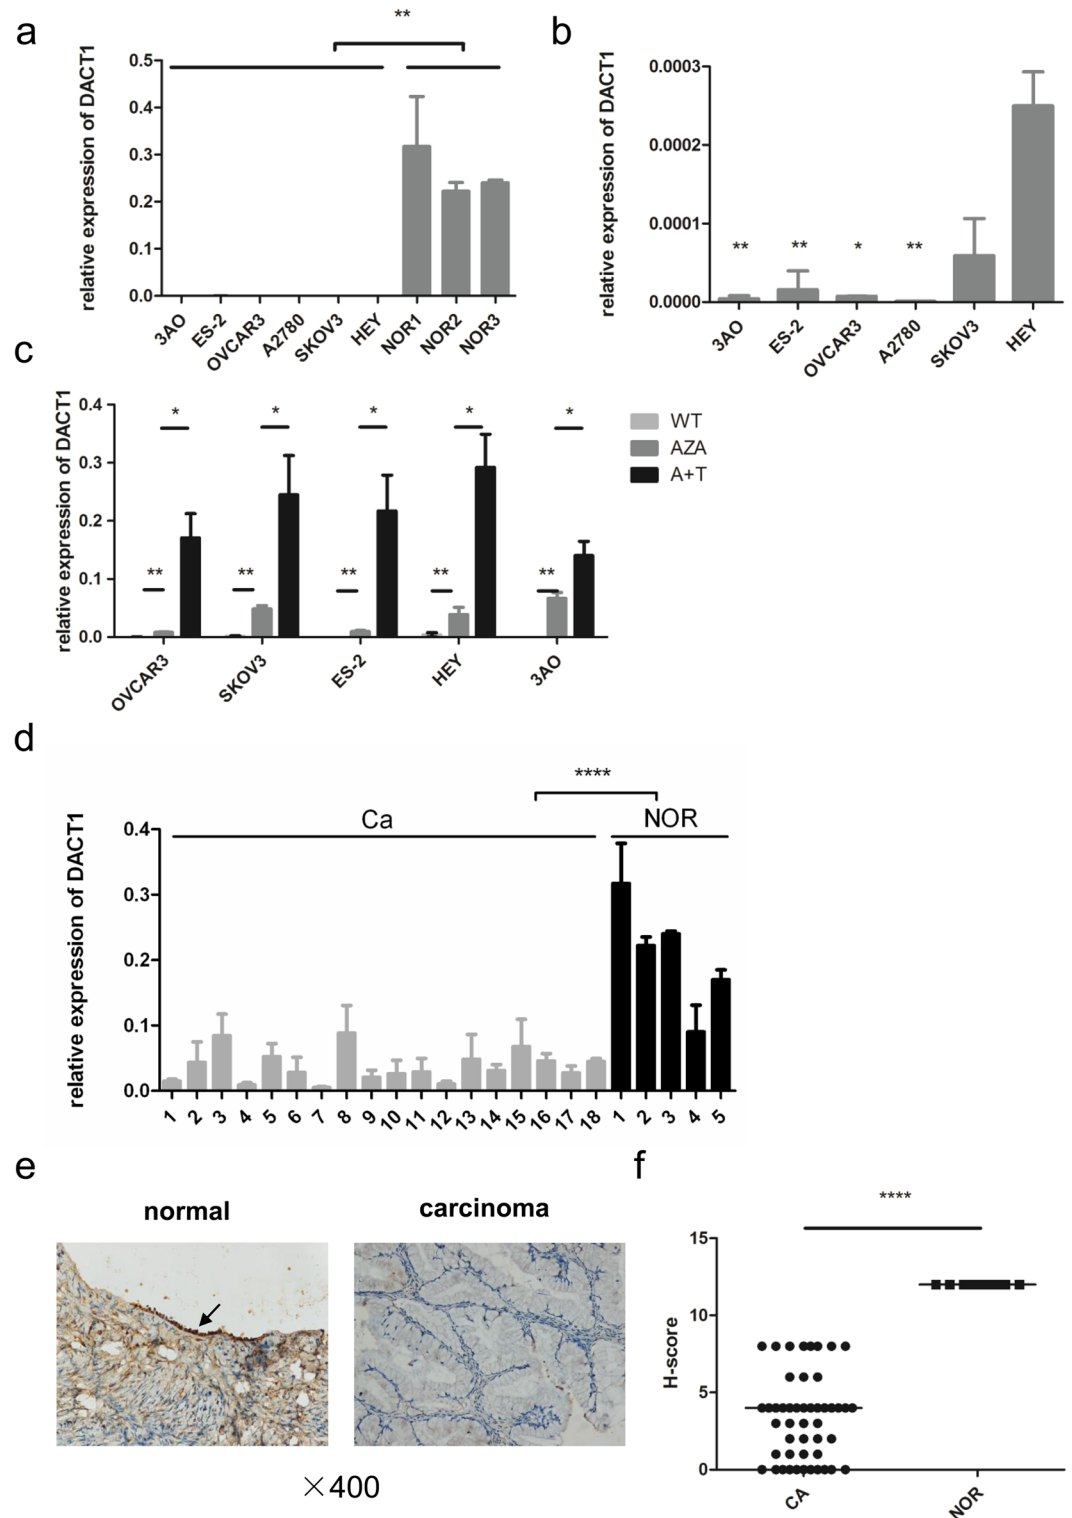 a
**
relative expression of DACT1
0.5
0.4
0.3
0.2
0.1
0.0
3AO
ES-2
OVCAR3
A2780
SKOV3
HEY
NOR1
NOR2
NOR3
b
relative expression of DACT1
0.0003
0.0002
0.0001
0.0000
** ** * **
3AO
ES-2
OVCAR3
A2780
SKOV3
HEY
c
relative expression of DACT1
0.4
0.3
0.2
0.1
0.0
* * * * *
** ** ** ** **
OVCAR3
SKOV3
ES-2
HEY
3AO
WT
AZA
A+T
d
****
Ca
NOR
relative expression of DACT1
0.4
0.3
0.2
0.1
0.0
1 2 3 4 5 6 7 8 9 10 11 12 13 14 15 16 17 18 1 2 3 4 5
e
normal
carcinoma
×400
f
****
H-score
15
10
5
0
CA
NOR